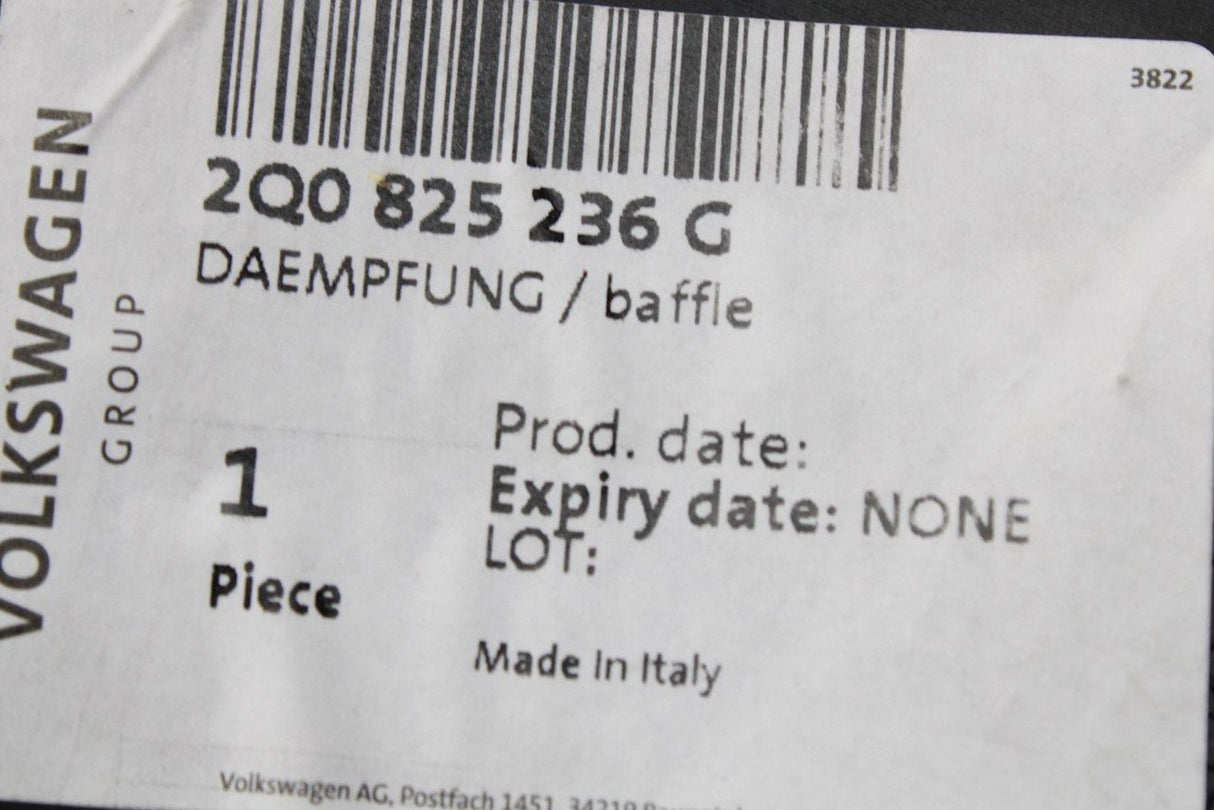 3822
VOLKSWAGEN
GROUP
2Q0 825 236 G
DAEMPFUNG / baffle
Prod. date:
1
Expiry date: NONE
LOT:
Piece
Made in Italy
Volkswagen AG, Postfach 1451, 34219